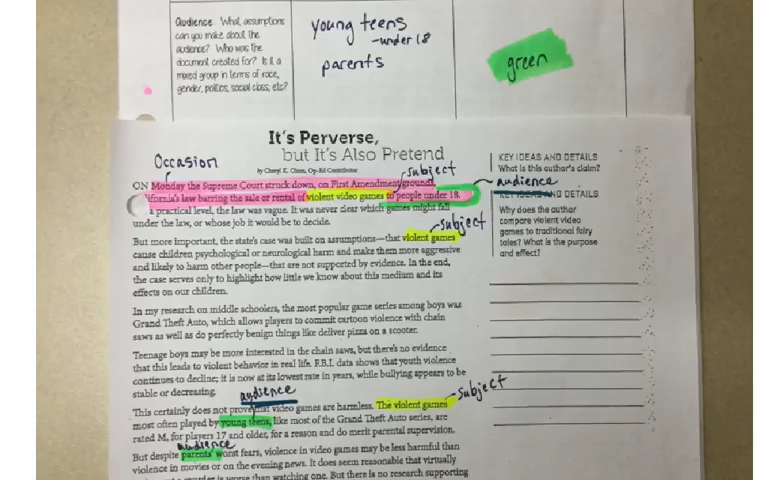 Audience: What assumptions
can you make about the
audience? Who was the
document created for? Is it a
mixed group in terms of race,
gender, politics, social class, etc?
young teens
-under 18
parents
green
It's Perverse,
but It's Also Pretend
Occasion
by Cheryl K. Olson, Op-Ed Contributor
subject
ON Monday the Supreme Court struck down, on First Amendment ground,
ifornia's law barring the sale or rental of violent video games to people under 18.
a practical level, the law was vague. It was never clear which games might fall
under the law, or whose job it would be to decide.
subject
But more important, the state's case was built on assumptions—that violent games
cause children psychological or neurological harm and make them more aggressive
and likely to harm other people—that are not supported by evidence. In the end,
the case serves only to highlight how little we know about this medium and its
effects on our children.
In my research on middle schoolers, the most popular game series among boys was
Grand Theft Auto, which allows players to commit cartoon violence with chain
saws as well as do perfectly benign things like deliver pizza on a scooter.
Teenage boys may be more interested in the chain saws, but there's no evidence
that this leads to violent behavior in real life. F.B.I. data shows that youth violence
continues to decline; it is now at its lowest rate in years, while bullying appears to be
stable or decreasing.
audience
subject
This certainly does not prove that video games are harmless. The violent games
most often played by young teens, like most of the Grand Theft Auto series, are
rated M, for players 17 and older, for a reason and do merit parental supervision.
audience
But despite parents' worst fears, violence in video games may be less harmful than
violence in movies or on the evening news. It does seem reasonable that virtually
murder is worse than watching one. But there is no research supporting
KEY IDEAS AND DETAILS
What is this author's claim?
audience
KEY IDEAS AND DETAILS
Why does the author
compare violent video
games to traditional fairy
tales? What is the purpose
and effect?